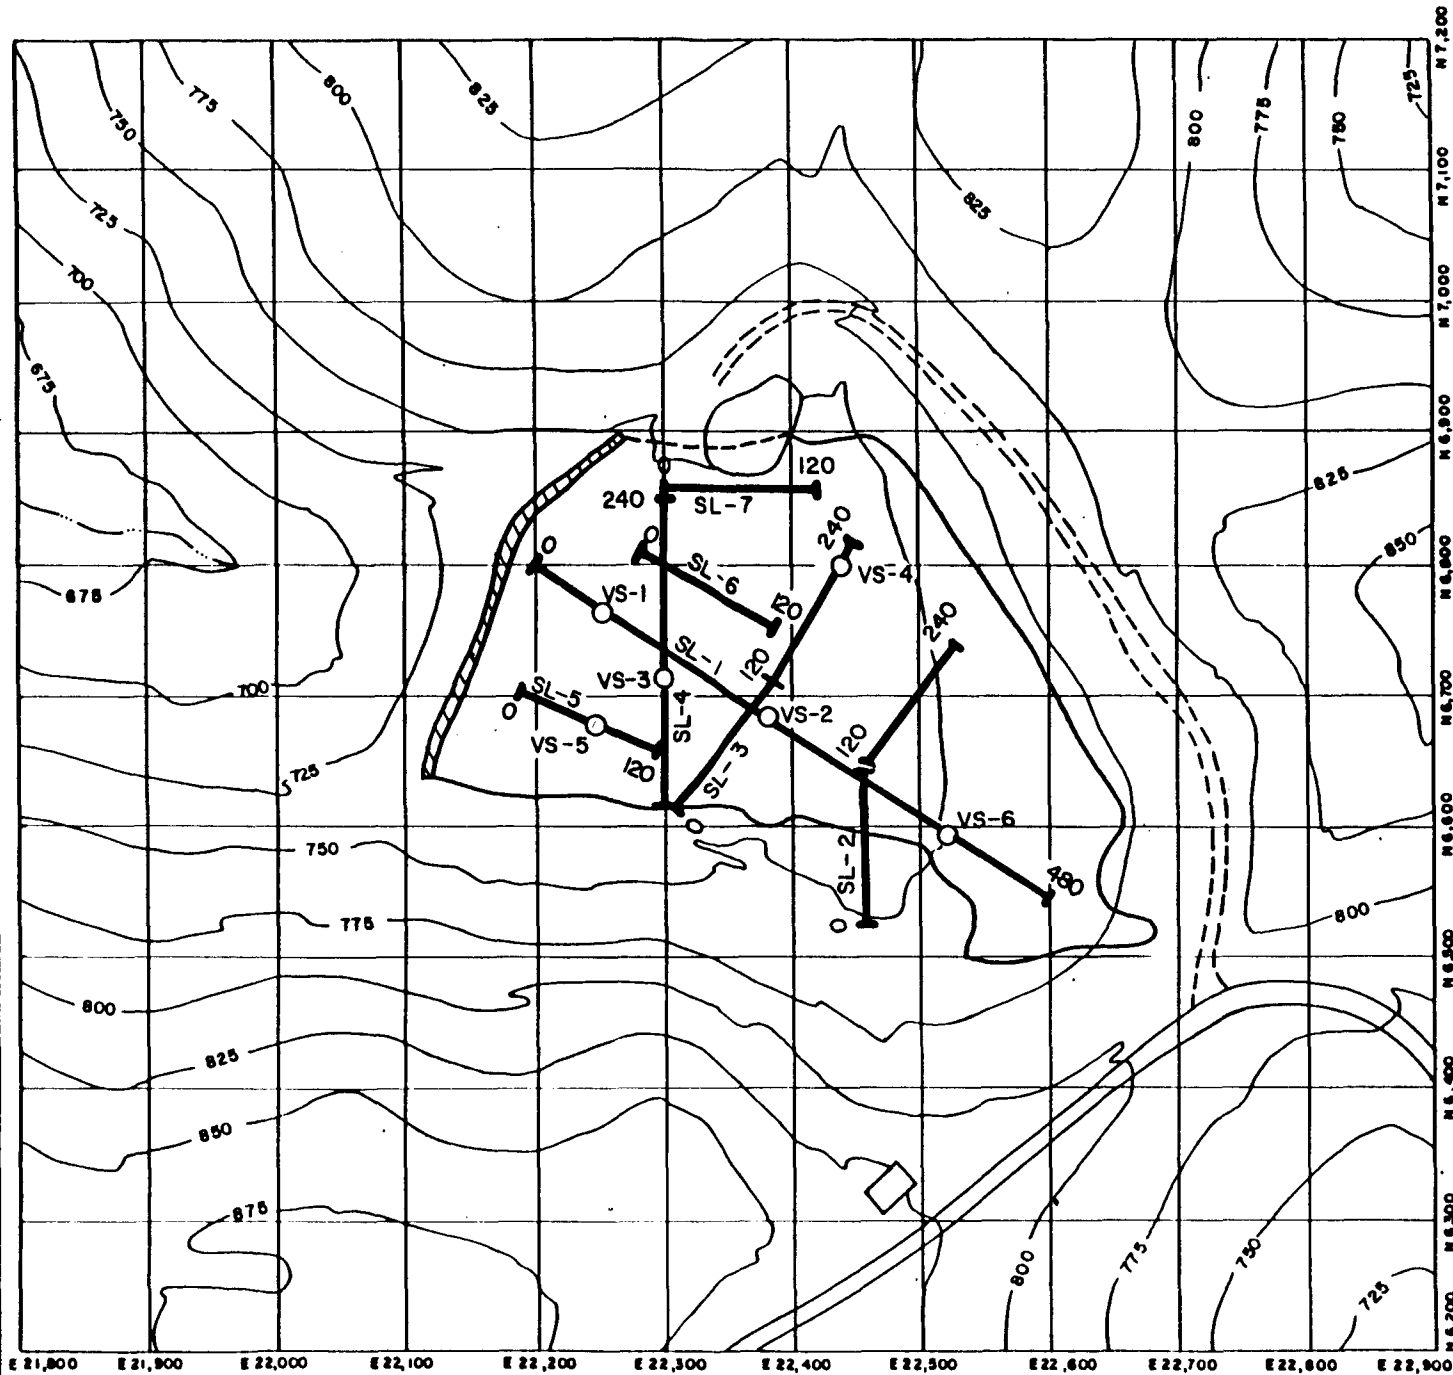 N 7,200
825
775
800
725
750
800
775
750
N 7,100
725
825
700
N 7,000
675
N 6,900
120
825
240
SL-7
0
240
0
0
850
SL-6
VS-4
N 6,800
675
VS-1
120
240
SL-1
120
VS-3
700
SL-5
SL-4
N 6,700
0
VS-2
VS-5
120
120
725
SL-3
0
VS-6
N 6,600
750
SL-2
480
800
775
0
N 6,500
800
825
N 6,400
850
875
N 6,300
800
775
750
725
N 6,200
E 21,800
E 21,900
E 22,000
E 22,100
E 22,200
E 22,300
E 22,400
E 22,500
E 22,600
E 22,700
E 22,800
E 22,900